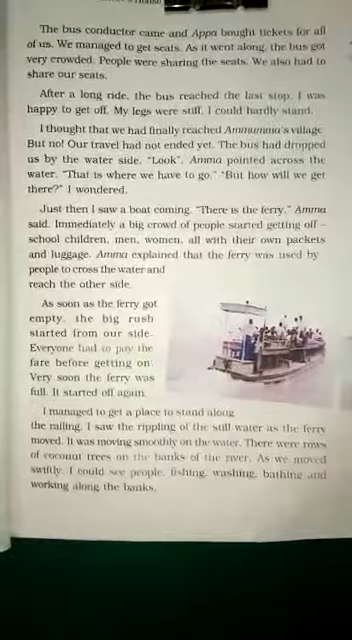 House
The bus conductor came and Appa bought tickets for all
of us. We managed to get seats. As it went along, the bus got
very crowded. People were sharing the seats. We also had to
share our seats.
After a long ride, the bus reached the last stop. I was
happy to get off. My legs were stiff. I could hardly stand.
I thought that we had finally reached Ammumma's village.
But no! Our travel had not ended yet. The bus had dropped
us by the water side. "Look". Amma pointed across the
water. "That is where we have to go." "But how will we get
there?" I wondered.
Just then I saw a boat coming. "There is the ferry." Amma
said. Immediately a big crowd of people started getting off –
school children, men, women, all with their own packets
and luggage. Amma explained that the ferry was used by
people to cross the water and
reach the other side.
As soon as the ferry got
empty, the big rush
started from our side.
Everyone had to pay the
fare before getting on.
Very soon the ferry was
full. It started off again.
I managed to get a place to stand along
the railing. I saw the rippling of the still water as the ferry
moved. It was moving smoothly on the water. There were rows
of coconut trees on the banks of the river. As we moved
swiftly, I could see people, fishing, washing, bathing and
working along the banks.